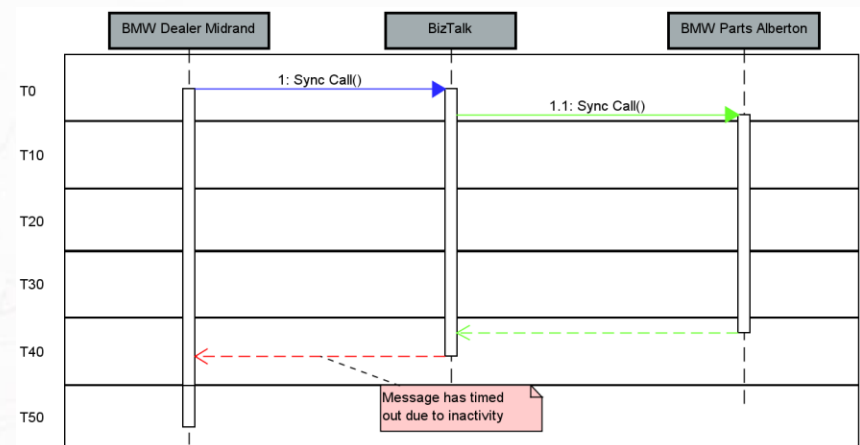 BMW Dealer Midrand
BizTalk
BMW Parts Alberton
T0
1: Sync Call()
1.1: Sync Call()
T10
T20
T30
T40
Message has timed
out due to inactivity
T50